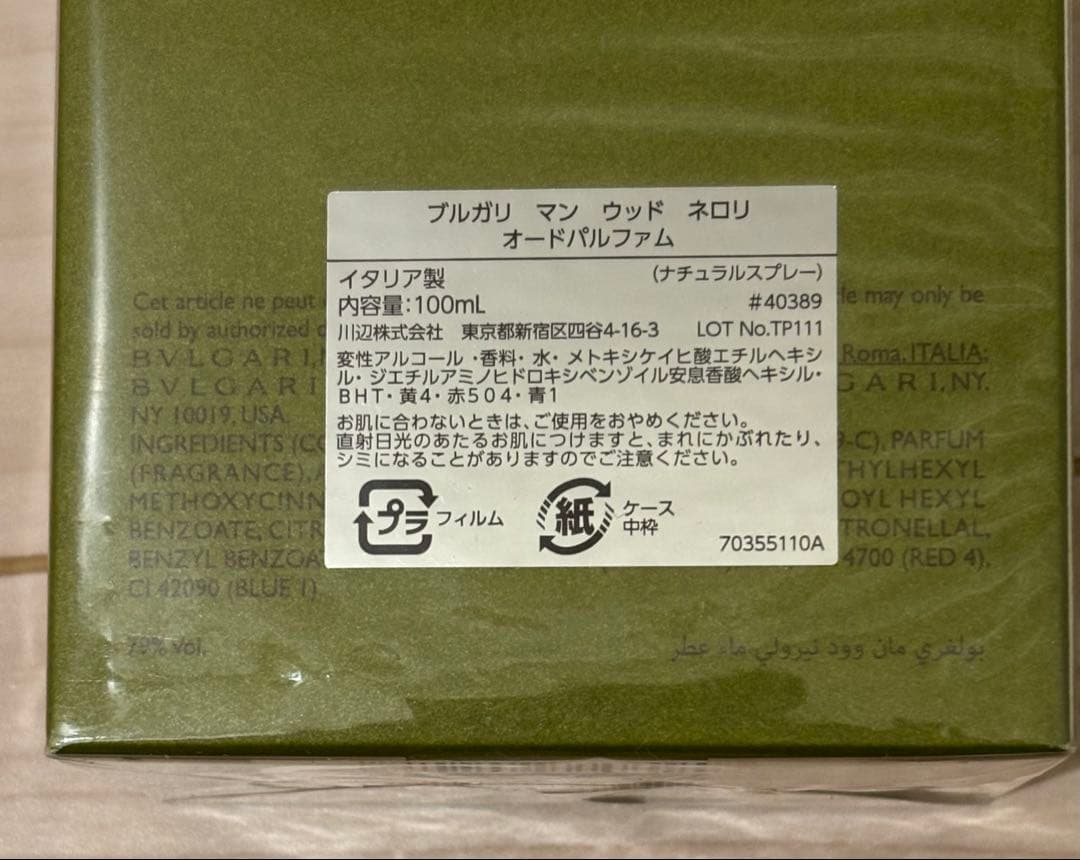 ブルガリ マン ウッド ネロリ
オードパルファム
イタリア製 (ナチュラルスプレー)
内容量:100mL #40389
川辺株式会社 東京都新宿区四谷4-16-3 LOT No.TP111
変性アルコール・香料・水・メトキシケイヒ酸エチルヘキシ
ル・ジエチルアミノヒドロキシベンゾイル安息香酸ヘキシル・
BHT・黄4・赤504・青1
お肌に合わないときは、ご使用をおやめください。
直射日光のあたるお肌につけますと、まれにかぶれたり、
シミになることがありますのでご注意ください。
プラ フィルム 紙 ケース
中枠
70355110A
Cet article ne peut may only be
sold by authorized
BVLGARI Roma, ITALIA;
BVLGARI GARI, NY,
NY 10019, USA.
INGREDIENTS PARFUM
(FRAGRANCE), THYLHEXYL
METHOXYCINN OYL HEXYL
BENZOATE, CITR TRONELLAL,
BENZYL BENZOA 4700 (RED 4),
CI 42090 (BLUE 1)
79% vol. بولغري مان وود نيرولي ماء عطر